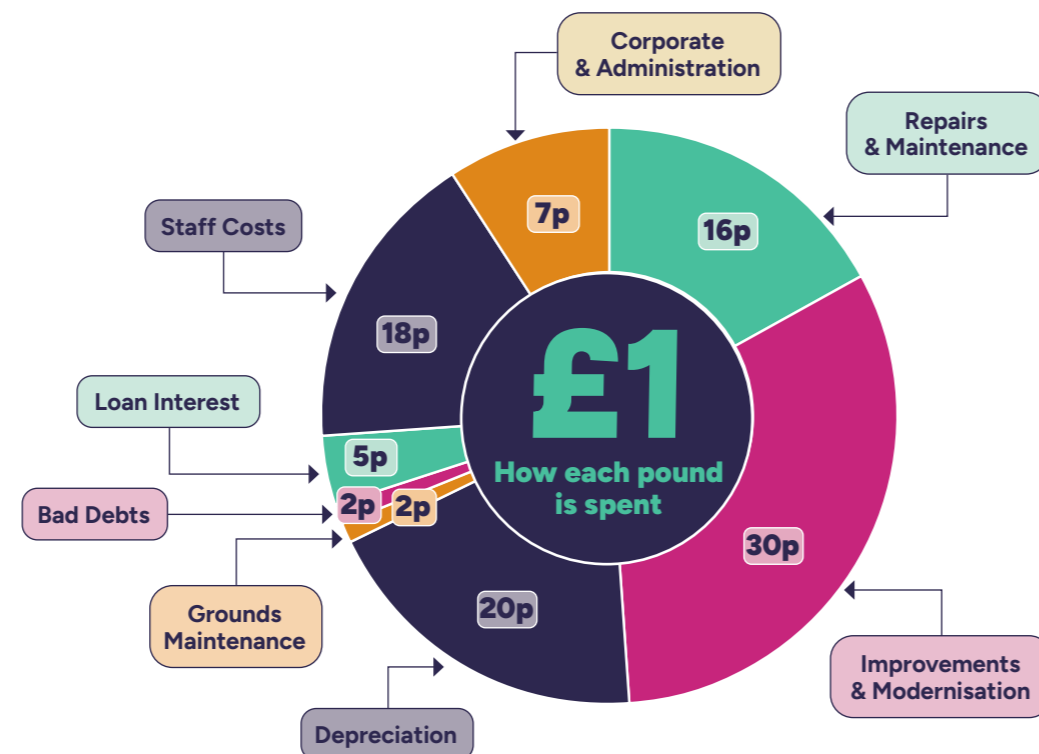 Corporate
& Administration
7p
Repairs
& Maintenance
16p
Staff Costs
18p
£1
How each pound
is spent
Loan Interest
5p
Bad Debts
2p
2p
Grounds
Maintenance
30p
Improvements
& Modernisation
20p
Depreciation